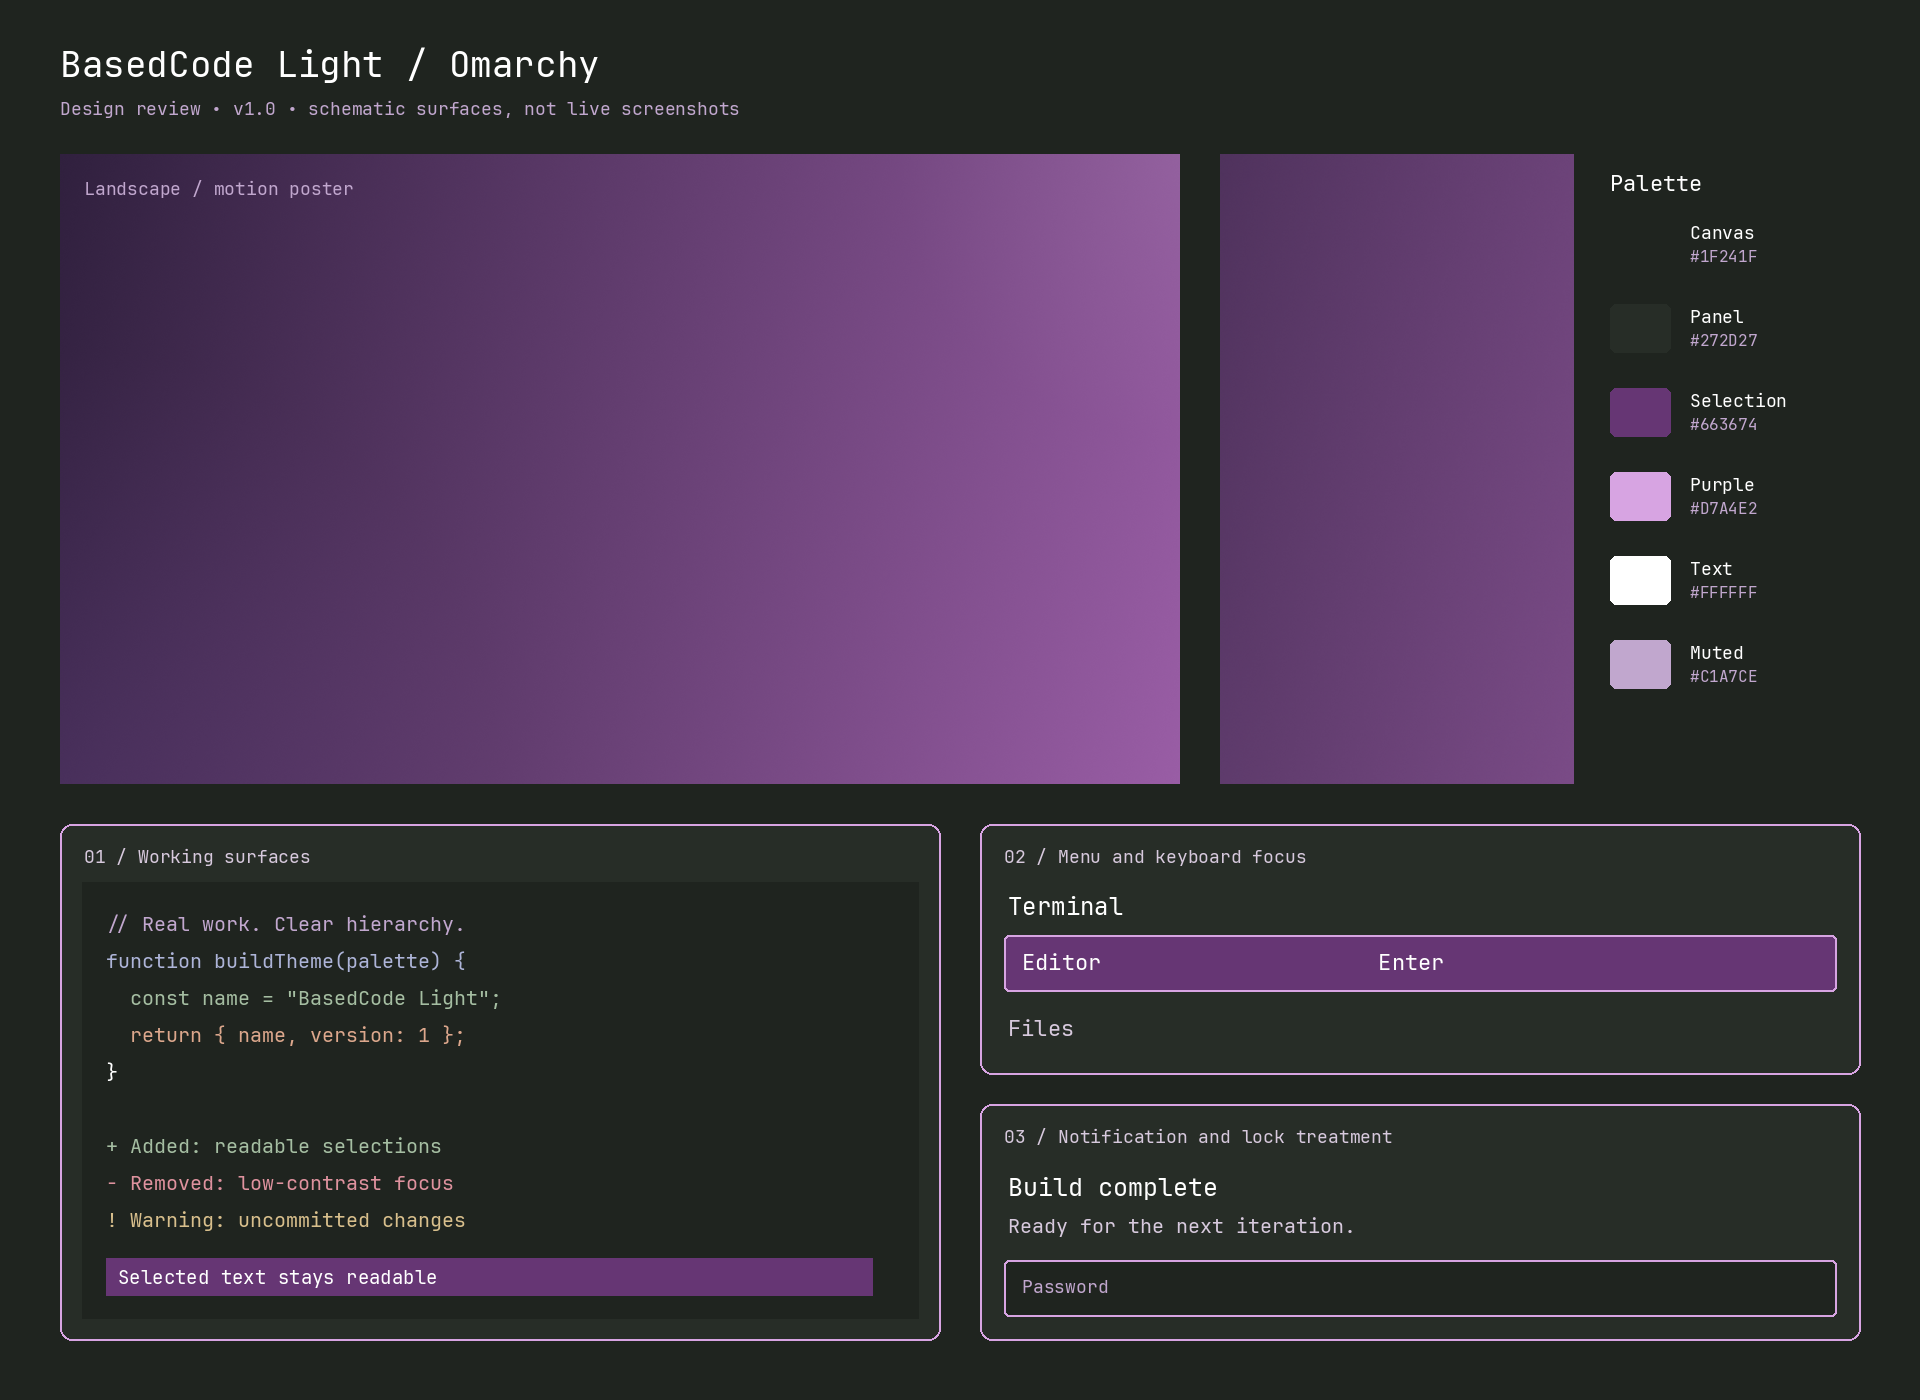 BasedCode Light / Omarchy
Design review • v1.0 • schematic surfaces, not live screenshots
Landscape / motion poster
Palette
Canvas
#1F241F
Panel
#272D27
Selection
#663674
Purple
#D7A4E2
Text
#FFFFFF
Muted
#C1A7CE
01 / Working surfaces
// Real work. Clear hierarchy.
function buildTheme(palette) {
  const name = "BasedCode Light";
  return { name, version: 1 };
}
+ Added: readable selections
- Removed: low-contrast focus
! Warning: uncommitted changes
Selected text stays readable
02 / Menu and keyboard focus
Terminal
Editor Enter
Files
03 / Notification and lock treatment
Build complete
Ready for the next iteration.
Password